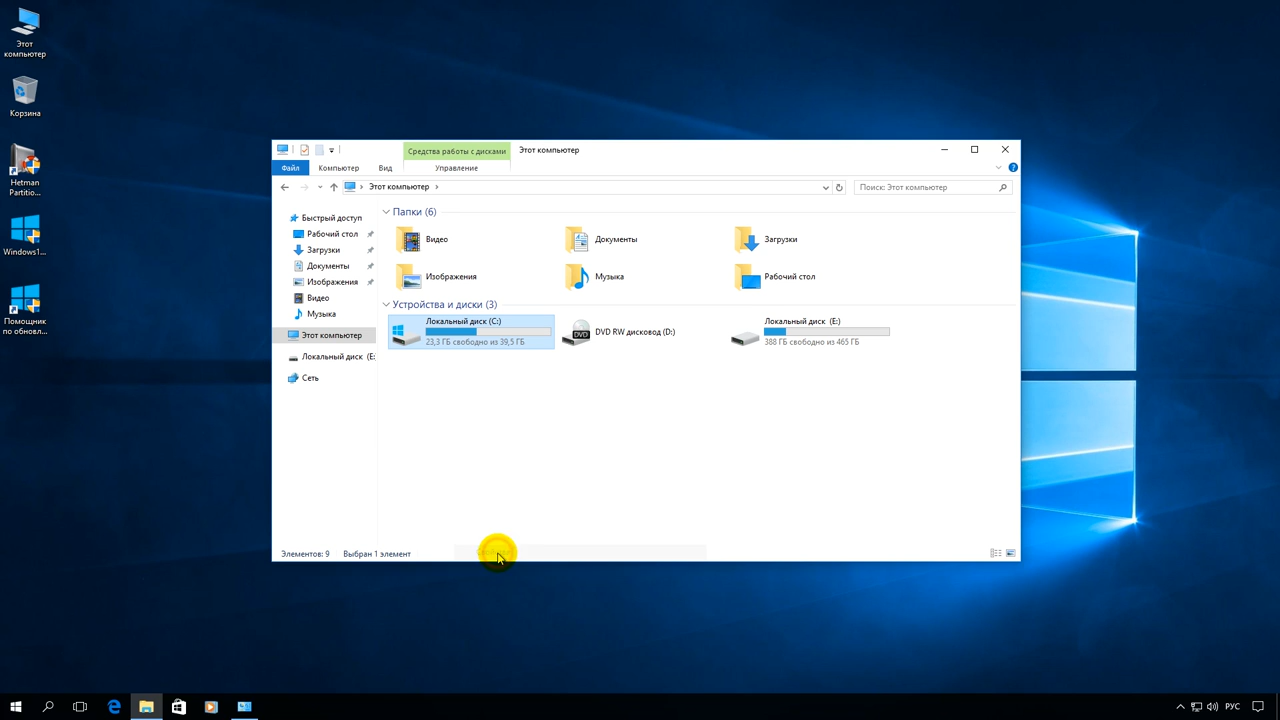 Этот
компьютер
Корзина
Hetman
Partitio...
Windows1...
Помощник
по обновл...
Средства работы с дисками
Этот компьютер
Файл
Компьютер
Вид
Управление
Этот компьютер
Поиск: Этот компьютер
Быстрый доступ
Рабочий стол
Загрузки
Документы
Изображения
Видео
Музыка
Этот компьютер
Локальный диск (E:
Сеть
Папки (6)
Видео
Документы
Загрузки
Изображения
Музыка
Рабочий стол
Устройства и диски (3)
Локальный диск (C:)
23,3 ГБ свободно из 39,5 ГБ
DVD
DVD RW дисковод (D:)
Локальный диск (E:)
388 ГБ свободно из 465 ГБ
Элементов: 9
Выбран 1 элемент
РУС